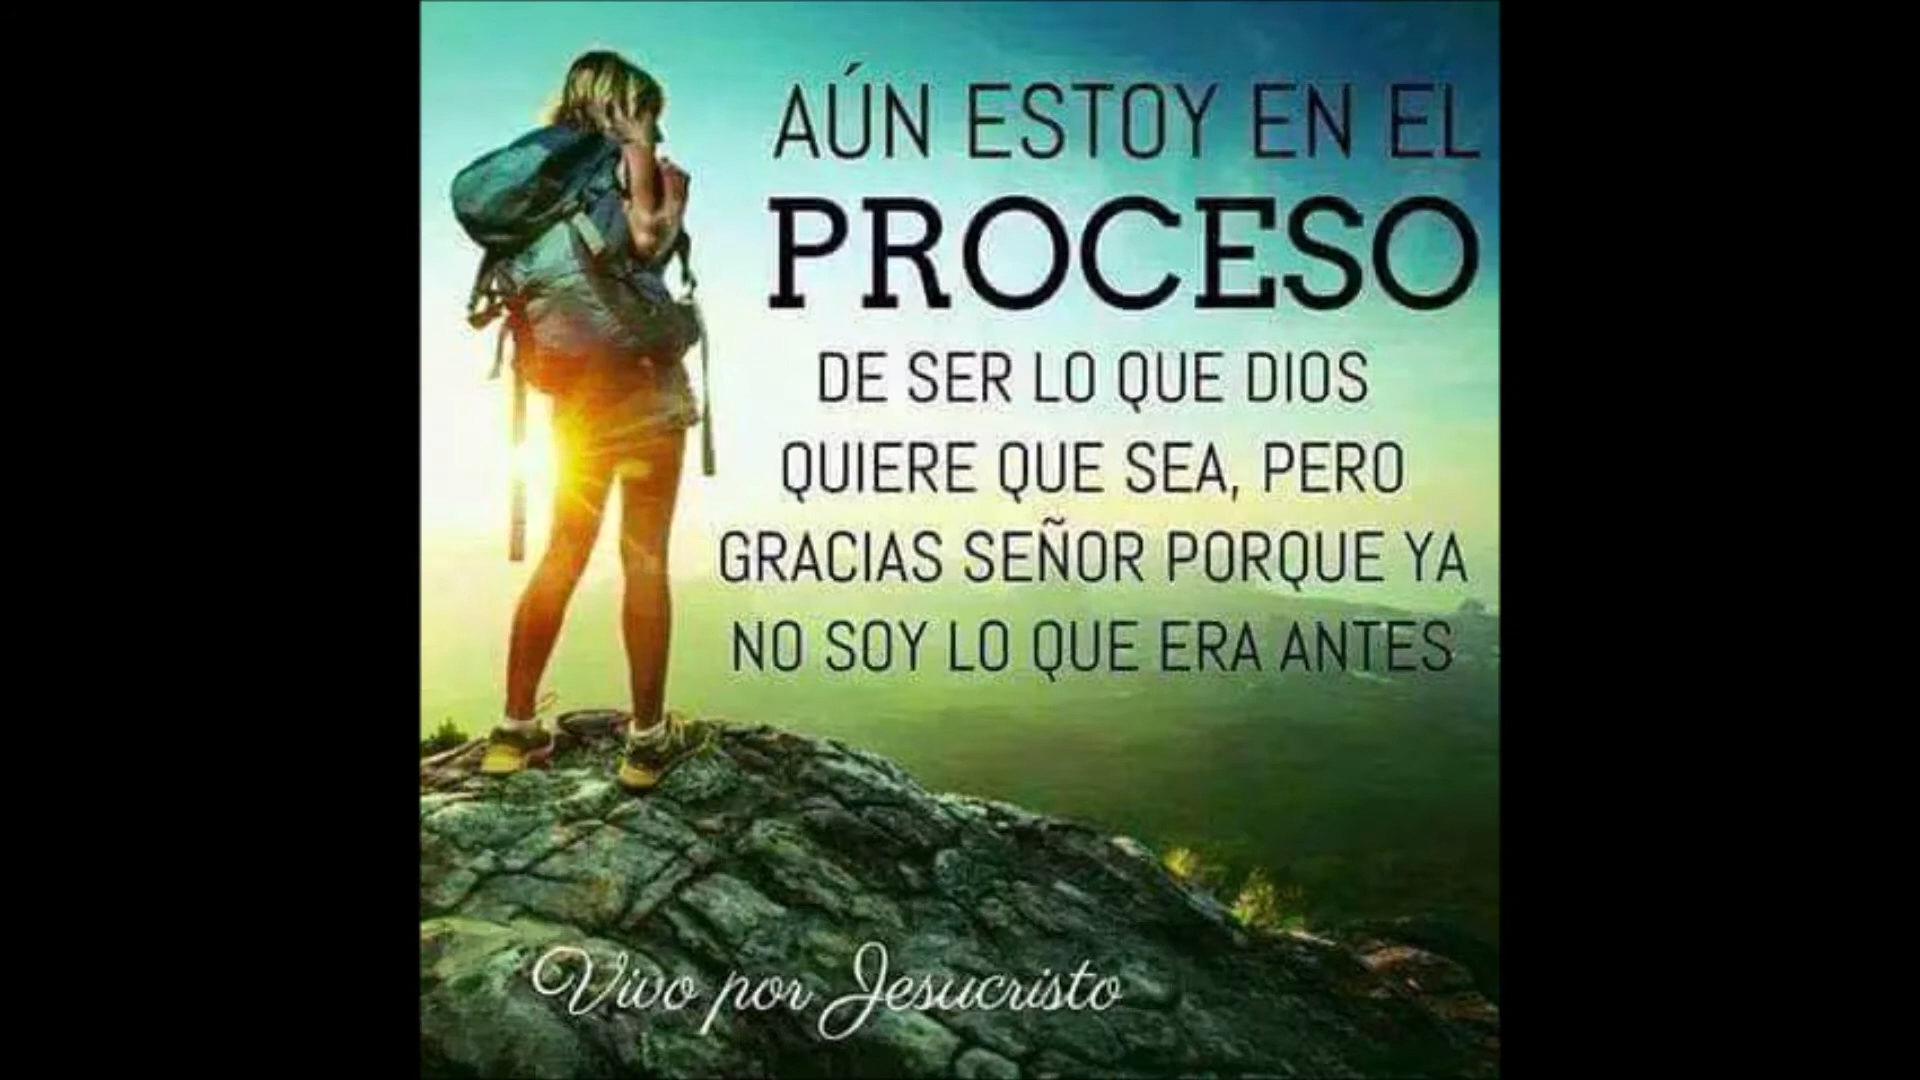 AÚN ESTOY EN EL
PROCESO
DE SER LO QUE DIOS
QUIERE QUE SEA, PERO
GRACIAS SEÑOR PORQUE YA
NO SOY LO QUE ERA ANTES
Vivo por Jesucristo